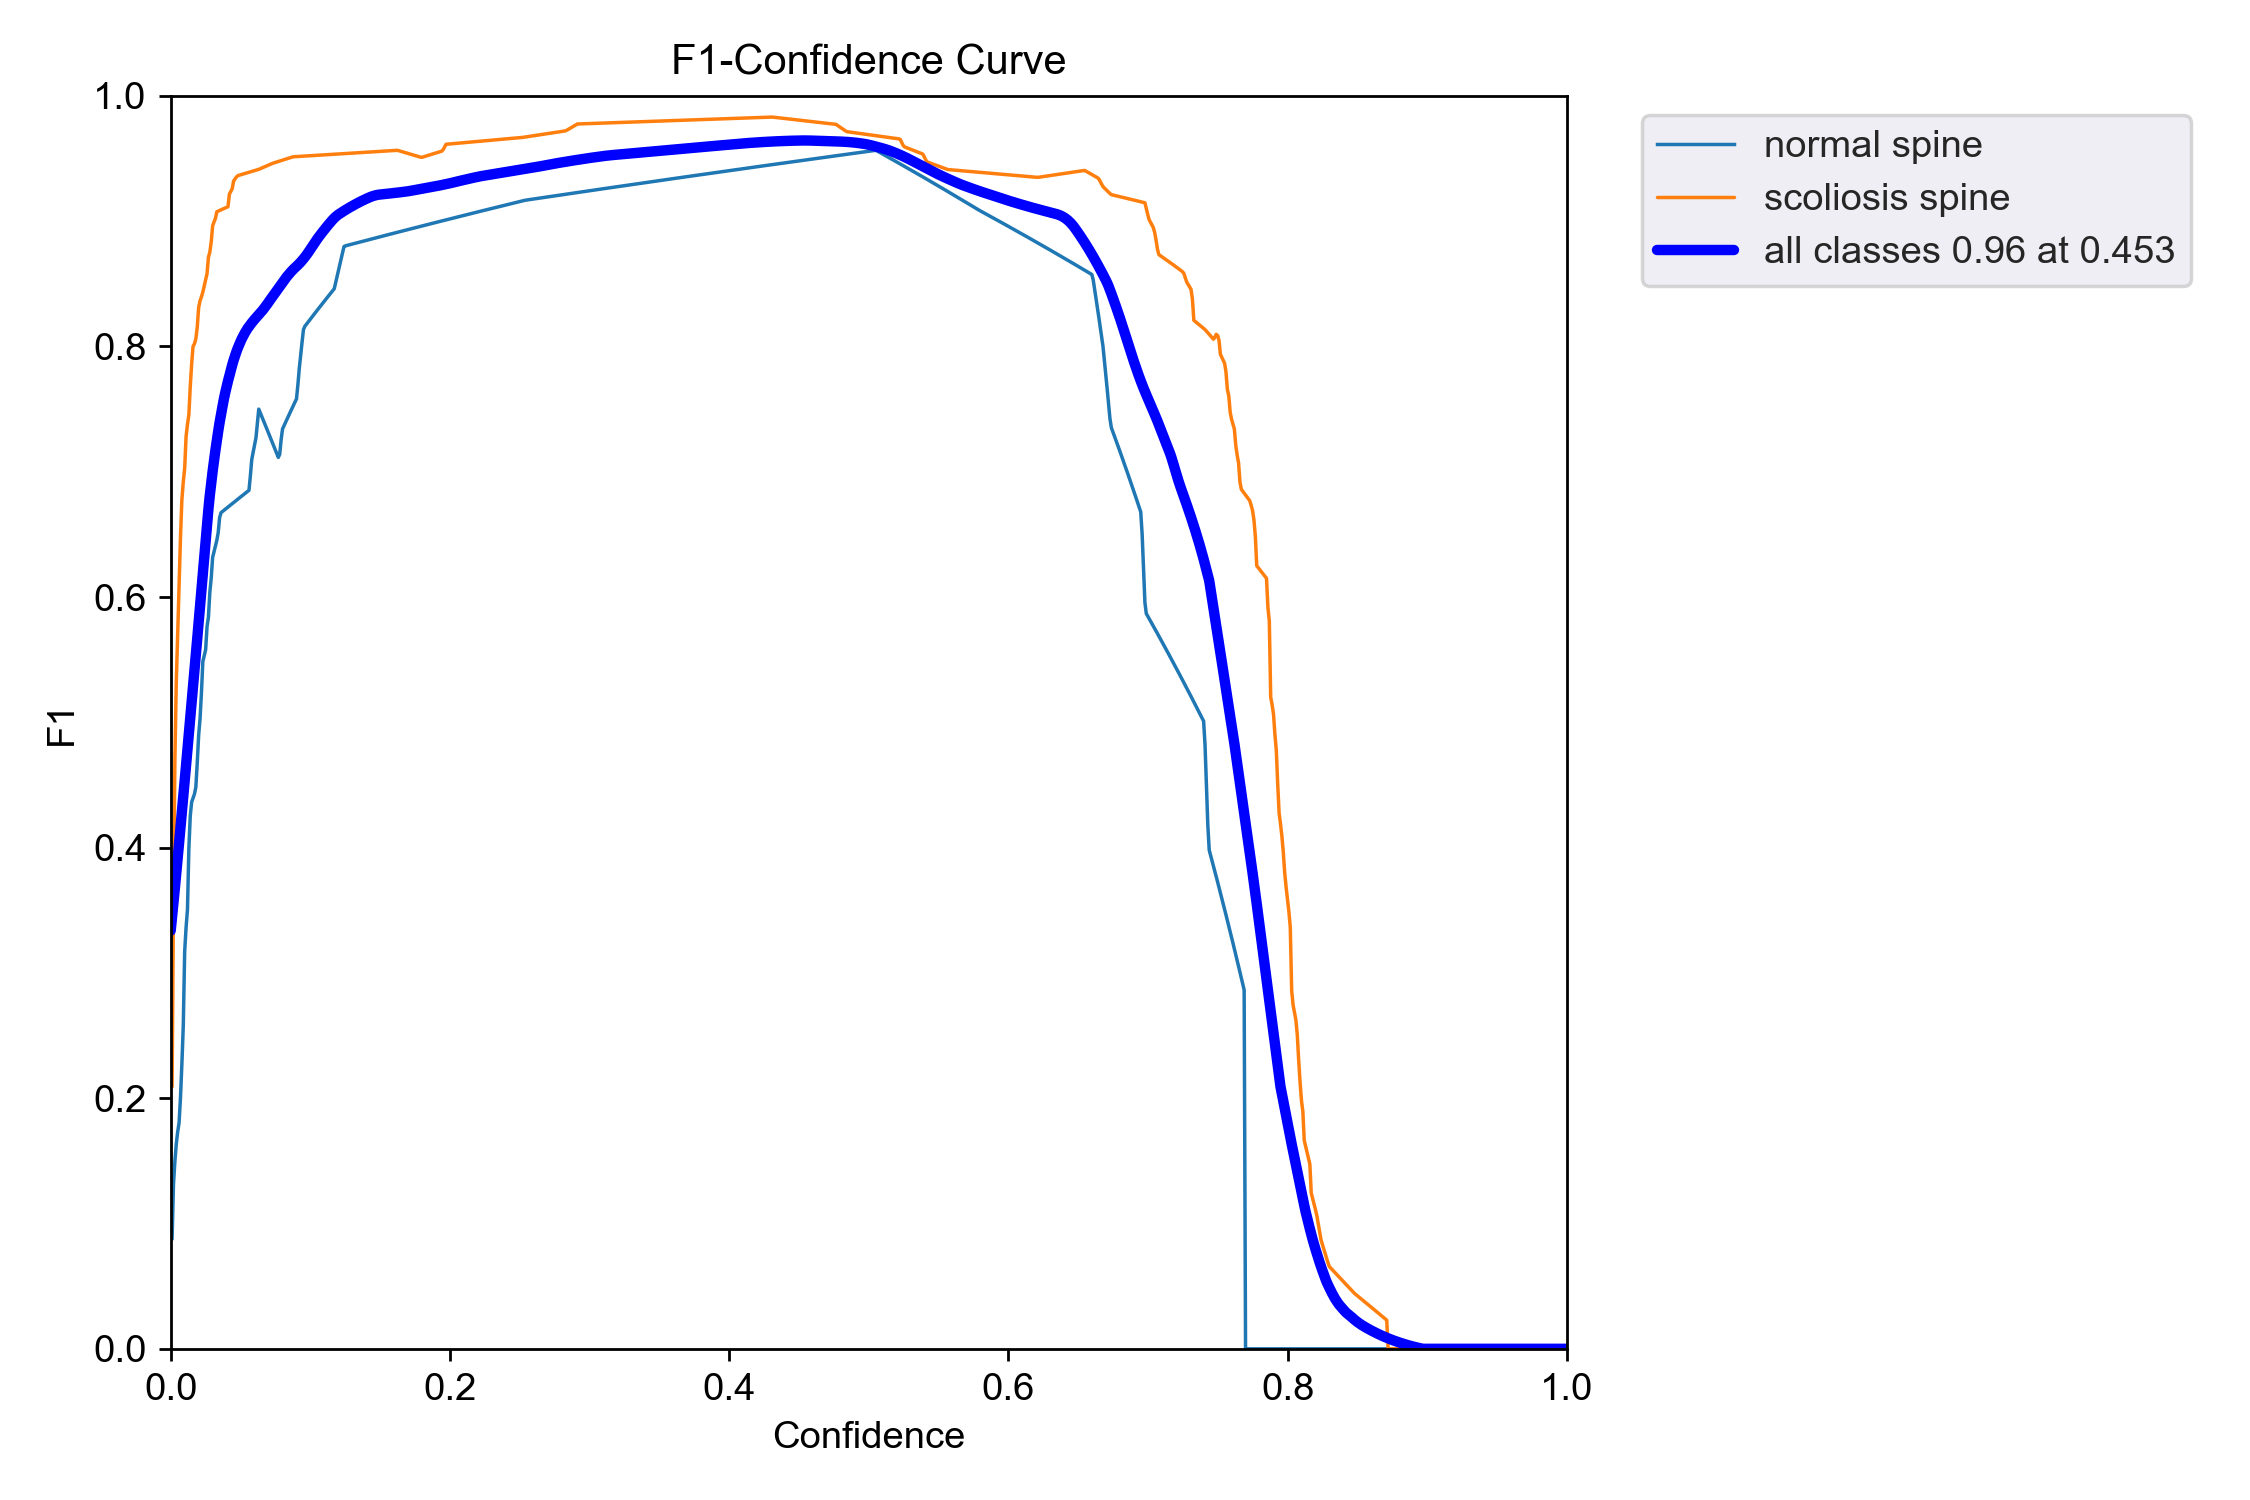 F1-Confidence Curve
1.0
0.8
0.6
0.4
0.2
0.0
F1
0.0 0.2 0.4 0.6 0.8 1.0
Confidence
normal spine
scoliosis spine
all classes 0.96 at 0.453